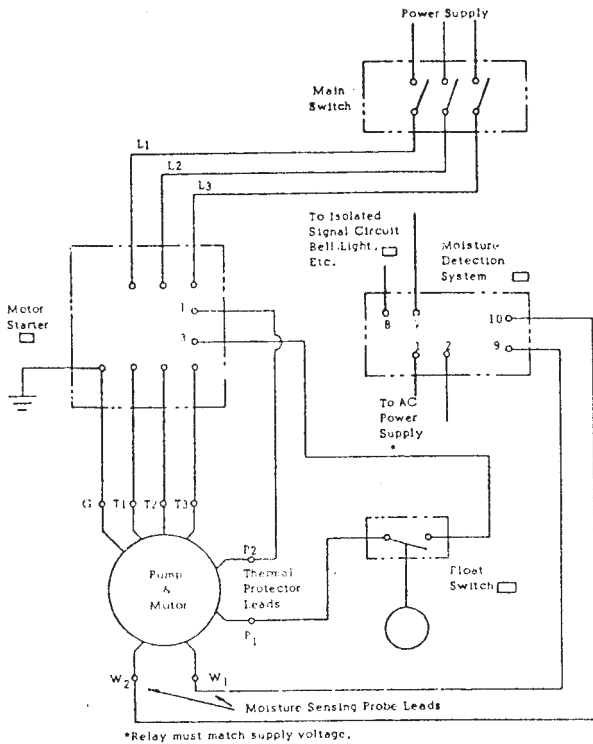 Power Supply
Main
Switch
L1
L2
L3
To Isolated
Signal Circuit
Bell, Light,
Etc.
Moisture
Detection
System
Motor
Starter
1
3
8
10
1
2
9
To AC
Power
Supply
*
G T1 T2 T3
P2
Thermal
Protector
Leads
P1
Pump
&
Motor
Float
Switch
W2
W1
Moisture Sensing Probe Leads
*Relay must match supply voltage.